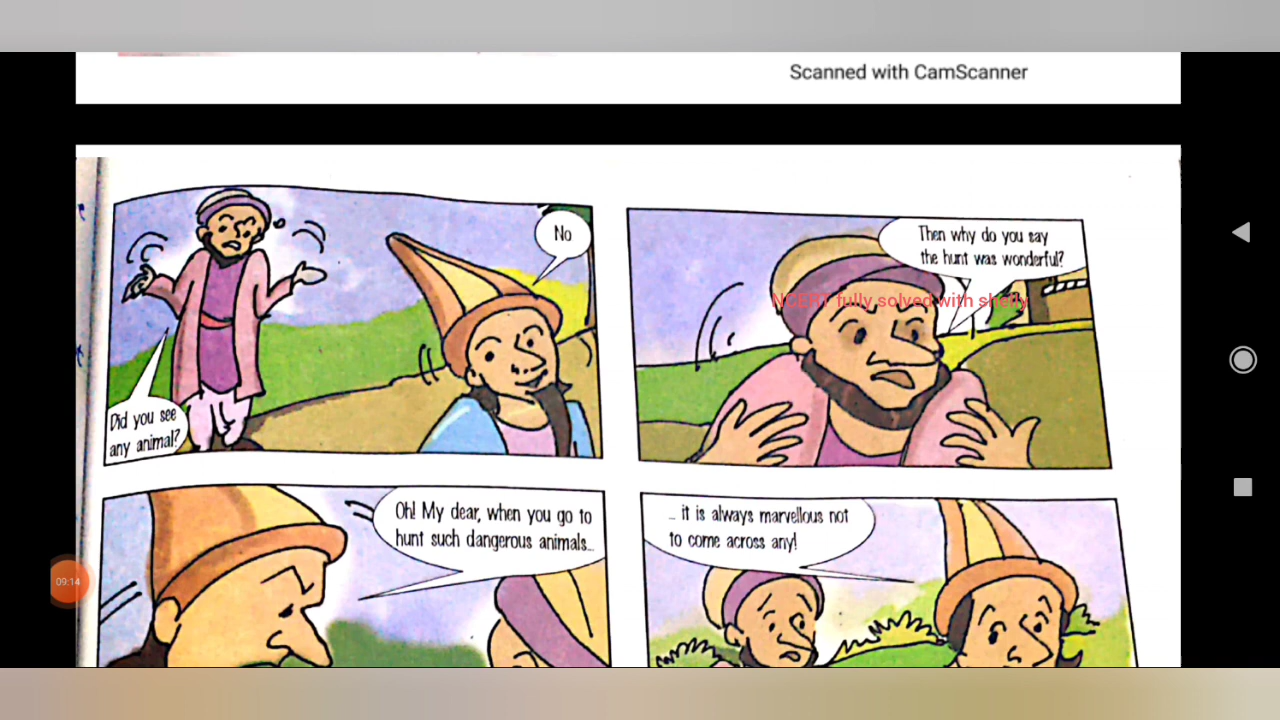 Scanned with CamScanner
No
Did you see
any animal?
Then why do you say
the hunt was wonderful?
NCERT fully solved with shelly
Oh! My dear, when you go to
hunt such dangerous animals...
... it is always marvellous not
to come across any!
09:14